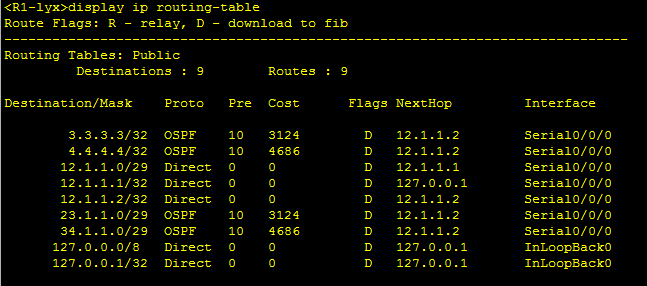 <R1-lyx>display ip routing-table
Route Flags: R - relay, D - download to fib
------------------------------------------------------------------------------
Routing Tables: Public
         Destinations : 9        Routes : 9

Destination/Mask    Proto   Pre  Cost      Flags NextHop         Interface

        3.3.3.3/32  OSPF    10   3124        D   12.1.1.2        Serial0/0/0
        4.4.4.4/32  OSPF    10   4686        D   12.1.1.2        Serial0/0/0
       12.1.1.0/29  Direct  0    0           D   12.1.1.1        Serial0/0/0
       12.1.1.1/32  Direct  0    0           D   127.0.0.1       Serial0/0/0
       12.1.1.2/32  Direct  0    0           D   12.1.1.2        Serial0/0/0
       23.1.1.0/29  OSPF    10   3124        D   12.1.1.2        Serial0/0/0
       34.1.1.0/29  OSPF    10   4686        D   12.1.1.2        Serial0/0/0
      127.0.0.0/8   Direct  0    0           D   127.0.0.1       InLoopBack0
      127.0.0.1/32  Direct  0    0           D   127.0.0.1       InLoopBack0